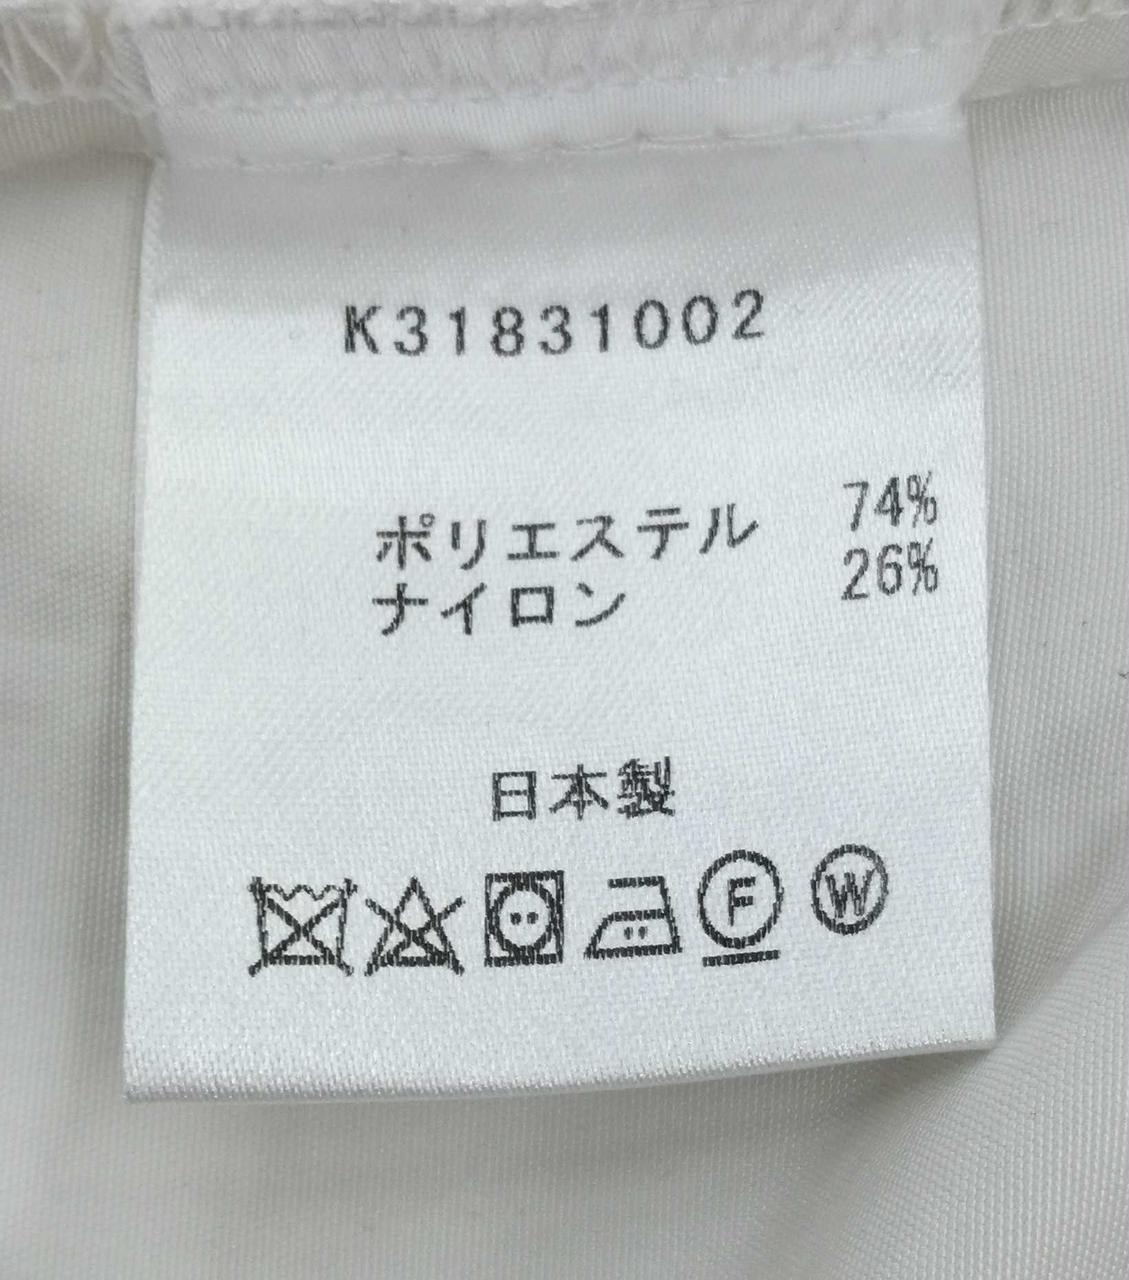 K31831002
ポリエステル 74%
ナイロン 26%
日本製
F W